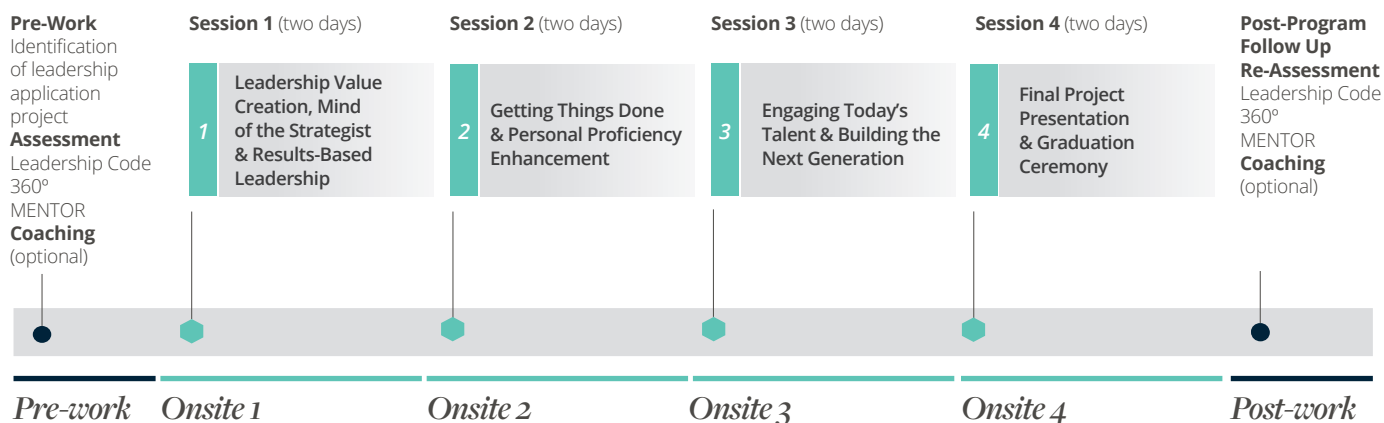 Pre-Work
Identification
of leadership
application
project
Assessment
Leadership Code
360º
MENTOR
Coaching
(optional)
Session 1 (two days)
1
Leadership Value
Creation, Mind
of the Strategist
& Results-Based
Leadership
Session 2 (two days)
2
Getting Things Done
& Personal Proficiency
Enhancement
Session 3 (two days)
3
Engaging Today’s
Talent & Building the
Next Generation
Session 4 (two days)
4
Final Project
Presentation
& Graduation
Ceremony
Post-Program
Follow Up
Re-Assessment
Leadership Code
360º
MENTOR
Coaching
(optional)
Pre-work
Onsite 1
Onsite 2
Onsite 3
Onsite 4
Post-work